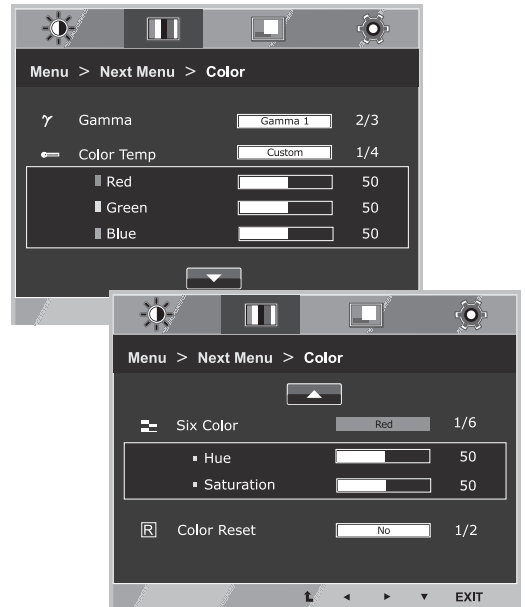 Menu > Next Menu > Color
γ Gamma Gamma 1 2/3
Color Temp Custom 1/4
Red 50
Green 50
Blue 50
Menu > Next Menu > Color
Six Color Red 1/6
Hue 50
Saturation 50
R Color Reset No 1/2
EXIT